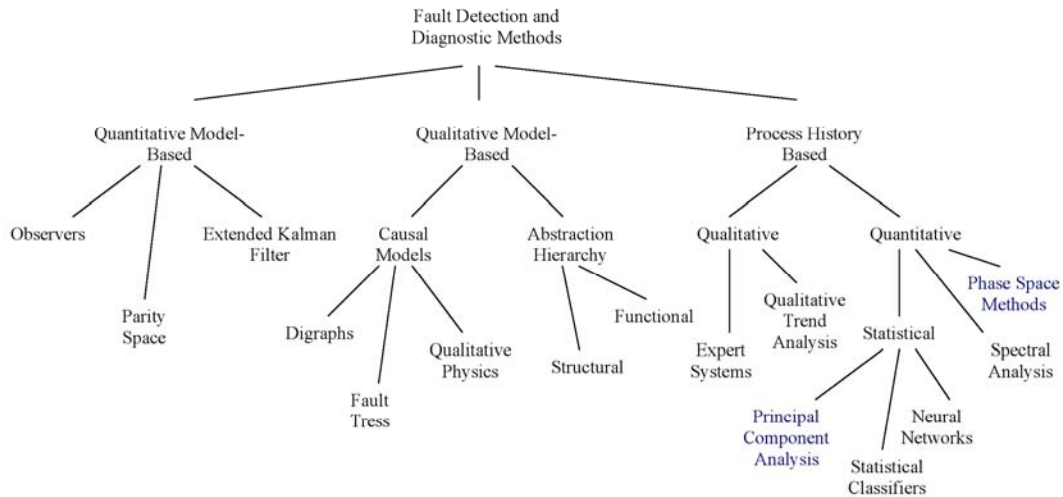 Fault Detection and
Diagnostic Methods
Quantitative Model-
Based
Qualitative Model-
Based
Process History
Based
Observers
Extended Kalman
Filter
Parity
Space
Causal
Models
Abstraction
Hierarchy
Digraphs
Fault
Tress
Qualitative
Physics
Structural
Functional
Qualitative
Quantitative
Expert
Systems
Qualitative
Trend
Analysis
Statistical
Spectral
Analysis
Phase Space
Methods
Principal
Component
Analysis
Statistical
Classifiers
Neural
Networks